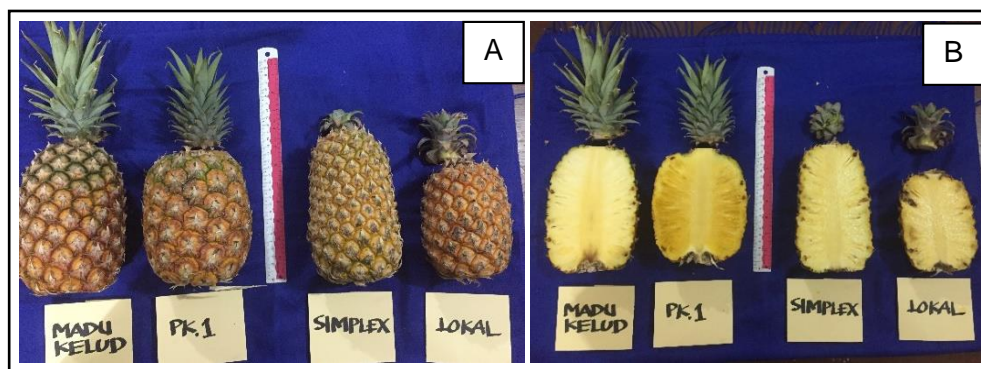 A
MADU
KELUD
PK.1
SIMPLEX
LOKAL
B
MADU
KELUD
PK.1
SIMPLEX
LOKAL